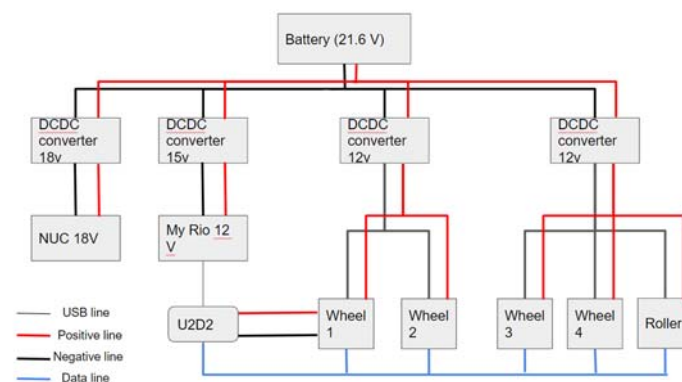 Battery (21.6 V)
DCDC
converter
18v
DCDC
converter
15v
DCDC
converter
12v
DCDC
converter
12v
NUC 18V
My Rio 12
V
U2D2
Wheel
1
Wheel
2
Wheel
3
Wheel
4
Roller
USB line
Positive line
Negative line
Data line